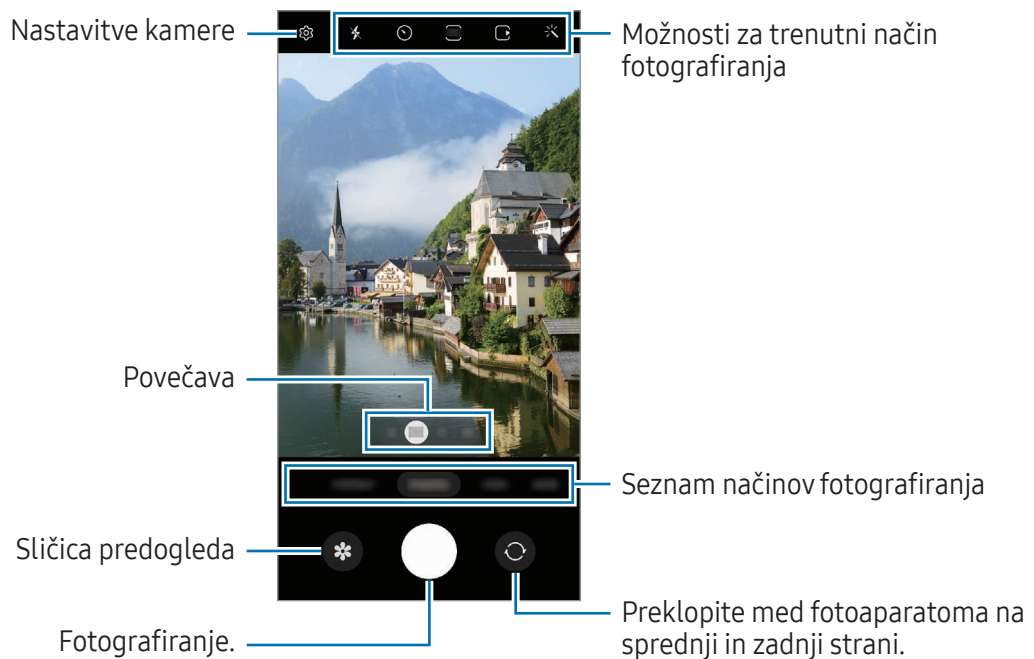 Nastavitve kamere
Možnosti za trenutni način
fotografiranja
Povečava
Seznam načinov fotografiranja
Sličica predogleda
Fotografiranje.
Preklopite med fotoaparatoma na
sprednji in zadnji strani.